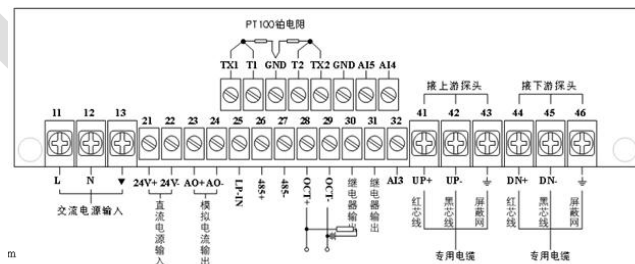 PT100铂电阻
TX1 T1 GND T2 TX2 GND AI5 AI4
接上游探头 接下游探头
11 12 13 21 22 23 24 25 26 27 28 29 30 31 32 41 42 43 44 45 46
L N ▼ 24V+ 24V- AO+ AO- LP-IN 485+ 485- OCT+ OCT- 继电器输出 继电器输出 AI3 UP+ UP- ⏚ DN+ DN- ⏚
交流电源输入 直流电源输入 模拟电流输出 红芯线 黑芯线 屏蔽网 红芯线 黑芯线 屏蔽网
专用电缆 专用电缆
m